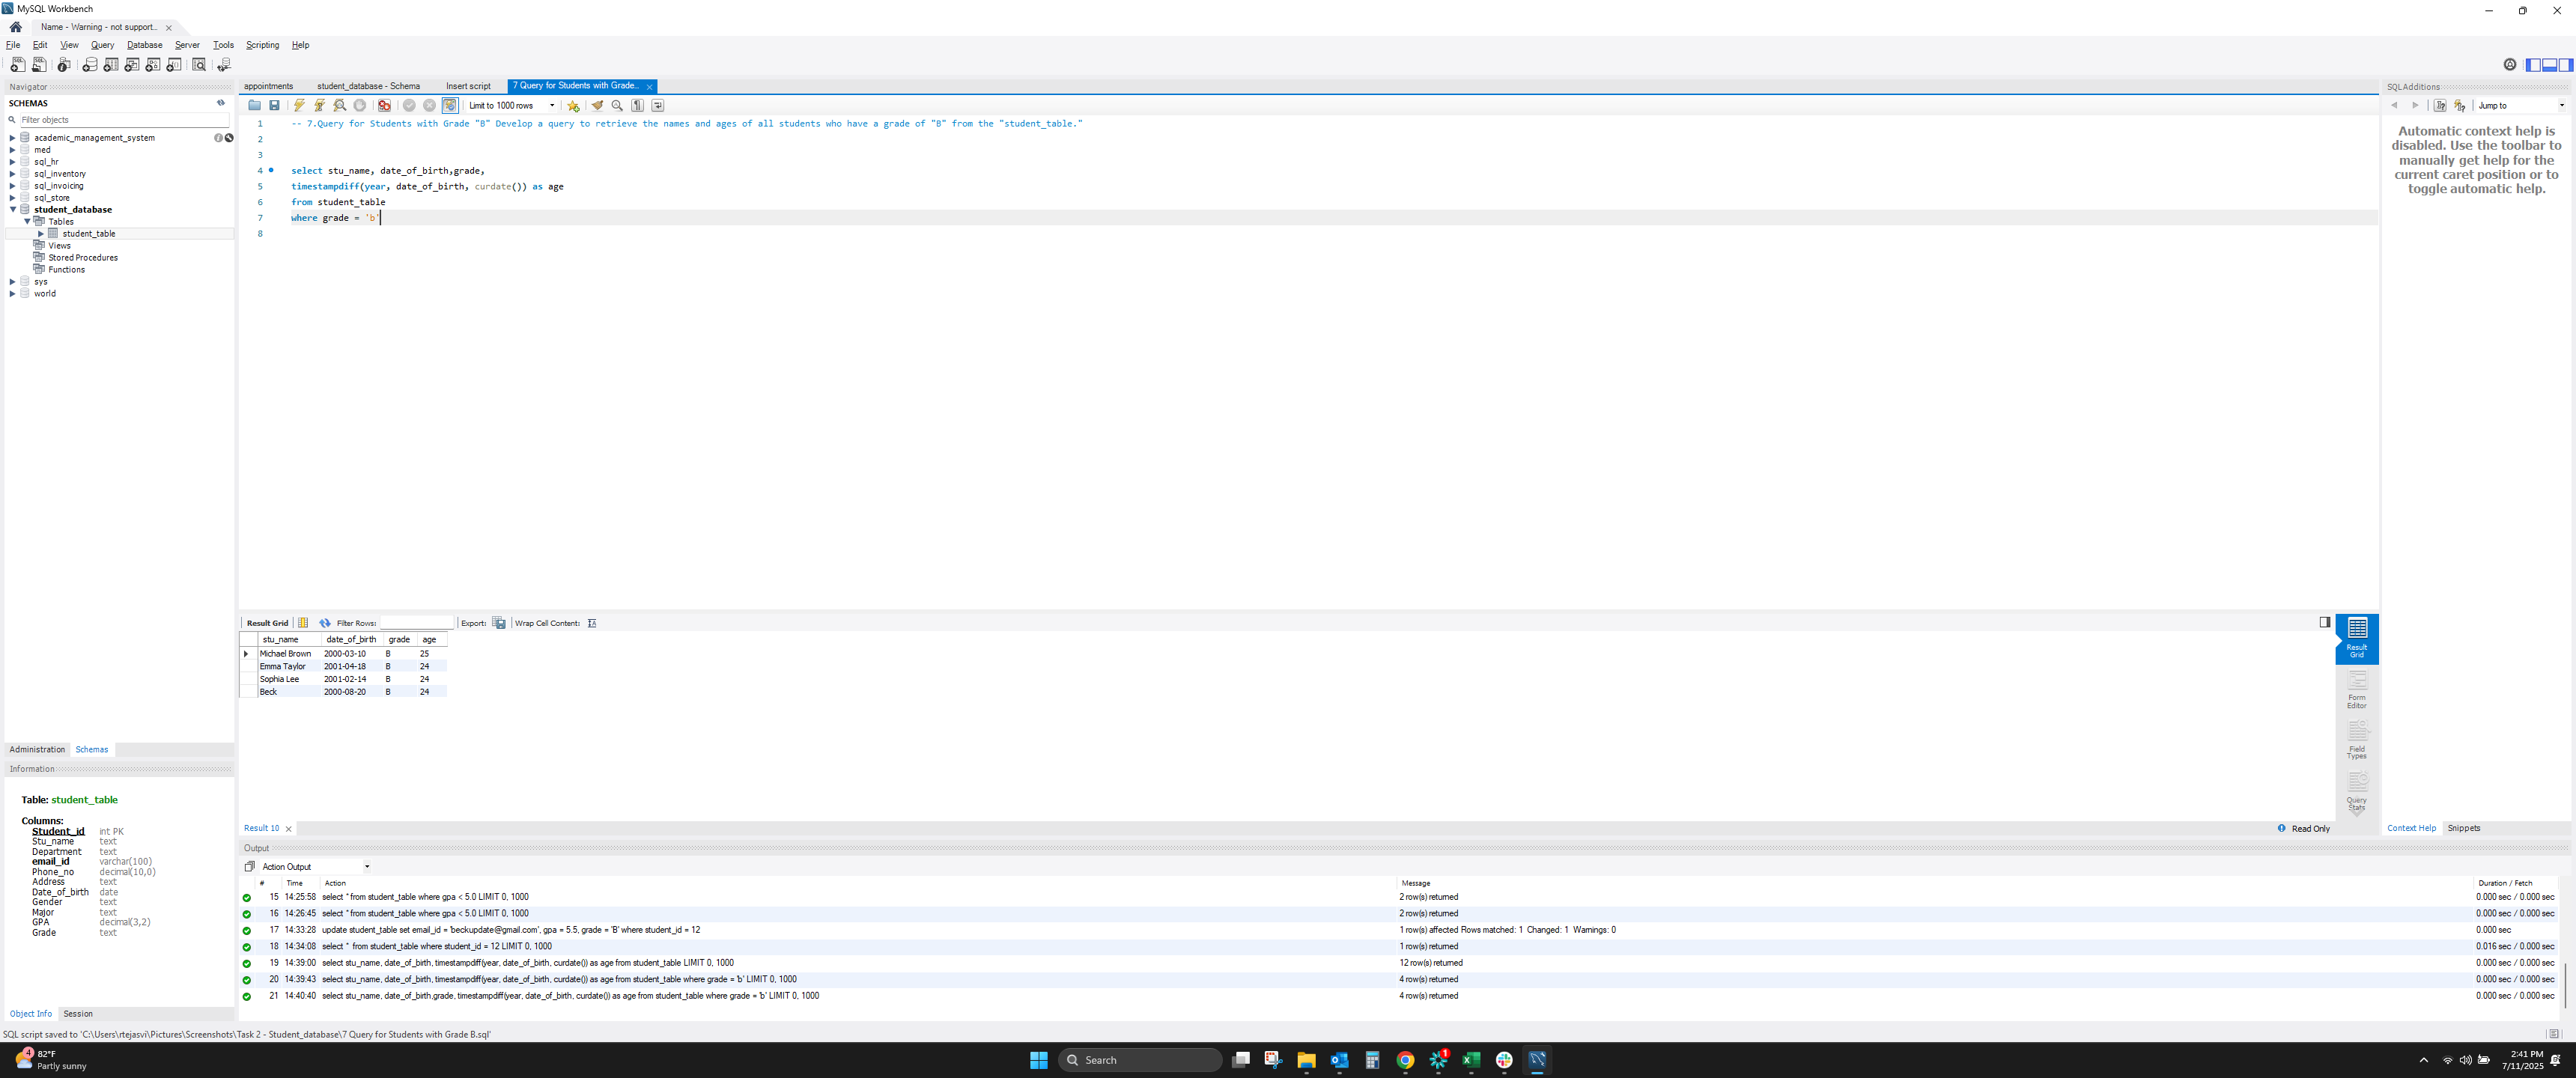 MySQL Workbench
Name - Warning - not support...
File Edit View Query Database Server Tools Scripting Help
Navigator
SCHEMAS
Filter objects
academic_management_system
med
sql_hr
sql_inventory
sql_invoicing
sql_store
student_database
Tables
student_table
Views
Stored Procedures
Functions
sys
world
Administration Schemas
Information
Table: student_table
Columns:
Student_id int PK
Stu_name text
Department text
email_id varchar(100)
Phone_no decimal(10,0)
Address text
Date_of_birth date
Gender text
Major text
GPA decimal(3,2)
Grade text
Object Info Session
appointments student_database - Schema Insert script 7 Query for Students with Grade...
Limit to 1000 rows
1 -- 7.Query for Students with Grade "B" Develop a query to retrieve the names and ages of all students who have a grade of "B" from the "student_table."
2
3
4 select stu_name, date_of_birth,grade,
5 timestampdiff(year, date_of_birth, curdate()) as age
6 from student_table
7 where grade = 'b'
8
Result Grid Filter Rows: Export: Wrap Cell Content:
stu_name date_of_birth grade age
Michael Brown 2000-03-10 B 25
Emma Taylor 2001-04-18 B 24
Sophia Lee 2001-02-14 B 24
Beck 2000-08-20 B 24
Result Grid
Form Editor
Field Types
Query Stats
Result 10
Read Only
Output
Action Output
# Time Action Message Duration / Fetch
15 14:25:58 select * from student_table where gpa < 5.0 LIMIT 0, 1000 2 row(s) returned 0.000 sec / 0.000 sec
16 14:26:45 select * from student_table where gpa < 5.0 LIMIT 0, 1000 2 row(s) returned 0.000 sec / 0.000 sec
17 14:33:28 update student_table set email_id = 'beckupdate@gmail.com', gpa = 5.5, grade = 'B' where student_id = 12 1 row(s) affected Rows matched: 1 Changed: 1 Warnings: 0 0.000 sec
18 14:34:08 select * from student_table where student_id = 12 LIMIT 0, 1000 1 row(s) returned 0.016 sec / 0.000 sec
19 14:39:00 select stu_name, date_of_birth, timestampdiff(year, date_of_birth, curdate()) as age from student_table LIMIT 0, 1000 12 row(s) returned 0.000 sec / 0.000 sec
20 14:39:43 select stu_name, date_of_birth, timestampdiff(year, date_of_birth, curdate()) as age from student_table where grade = 'b' LIMIT 0, 1000 4 row(s) returned 0.000 sec / 0.000 sec
21 14:40:40 select stu_name, date_of_birth,grade, timestampdiff(year, date_of_birth, curdate()) as age from student_table where grade = 'b' LIMIT 0, 1000 4 row(s) returned 0.000 sec / 0.000 sec
SQLAdditions
Jump to
Automatic context help is
disabled. Use the toolbar to
manually get help for the
current caret position or to
toggle automatic help.
Context Help Snippets
SQL script saved to 'C:\Users\rtejasvi\Pictures\Screenshots\Task 2 - Student_database\7 Query for Students with Grade B.sql'
4
82°F
Partly sunny
Search
1
2:41 PM
7/11/2025